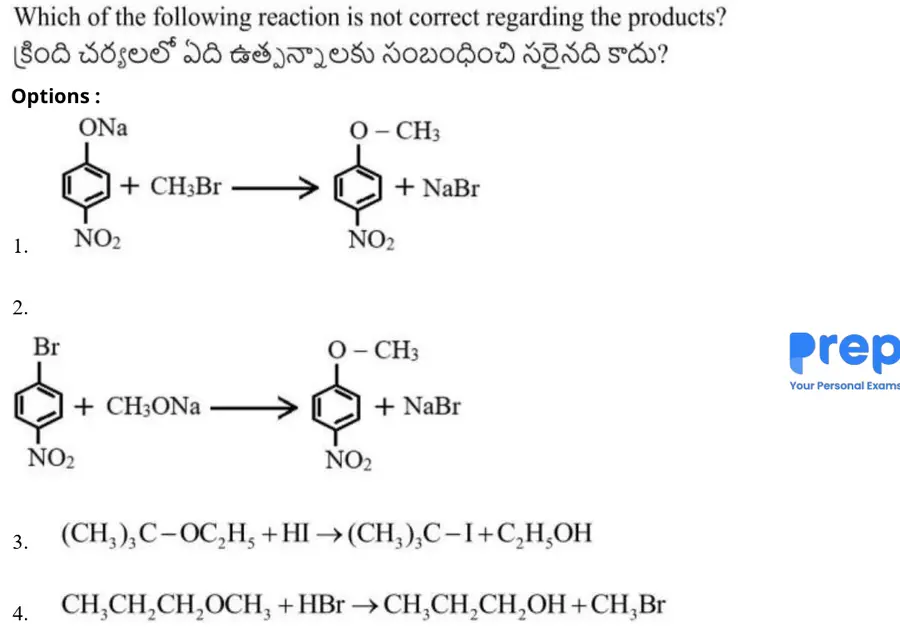 Which of the following reaction is not correct regarding the products?
క్రింది చర్యలలో ఏది ఉత్పన్నాలకు సంబంధించి సరైనది కాదు?
Options :
ONa O – CH₃
+ CH₃Br + NaBr
1. NO₂ NO₂
2.
Br O – CH₃
+ CH₃ONa + NaBr
NO₂ NO₂
3. (CH₃)₃C–OC₂H₅+HI→(CH₃)₃C–I+C₂H₅OH
4. CH₃CH₂CH₂OCH₃+HBr→CH₃CH₂CH₂OH+CH₃Br
Prep
Your Personal Exams